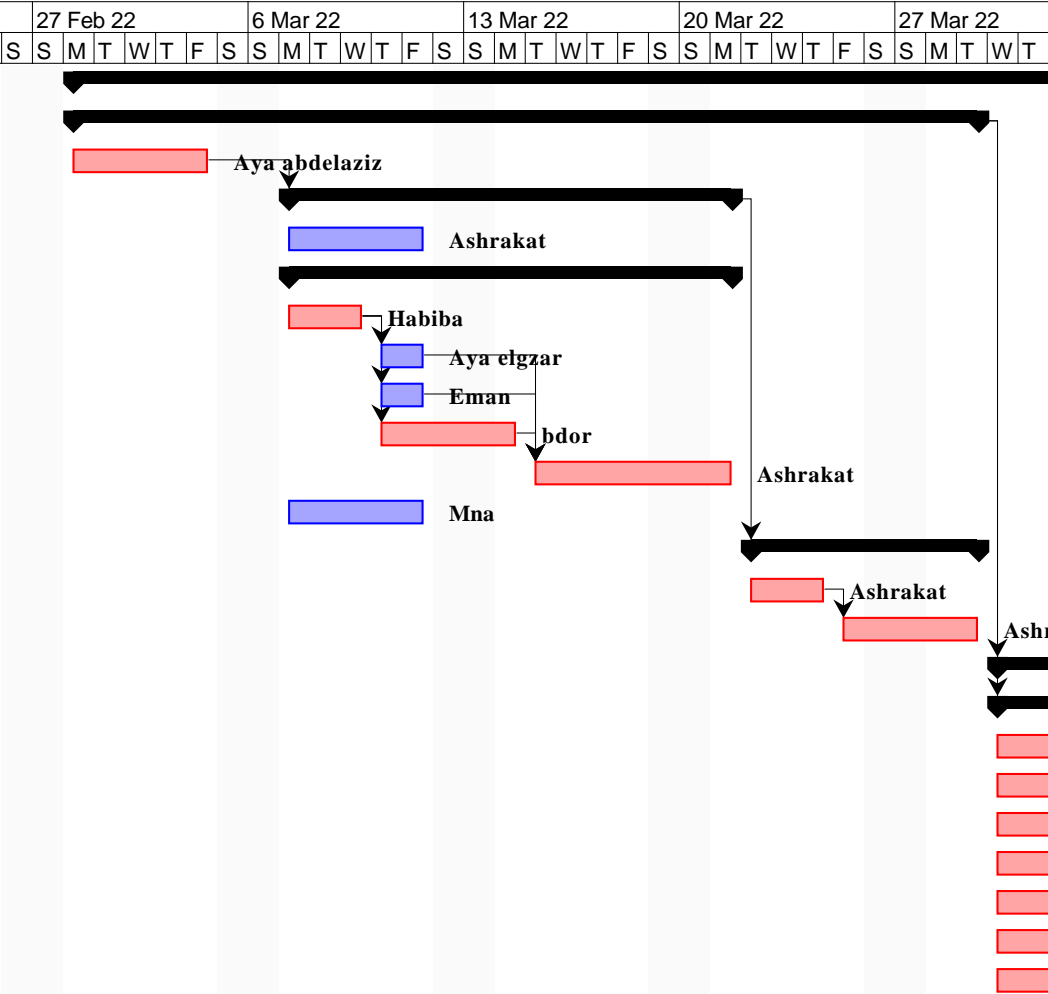 27 Feb 22 6 Mar 22 13 Mar 22 20 Mar 22 27 Mar 22
S S M T W T F S S M T W T F S S M T W T F S S M T W T F S S M T W T
Aya abdelaziz
Ashrakat
Habiba
Aya elgzar
Eman
bdor
Ashrakat
Mna
Ashrakat
Ashr